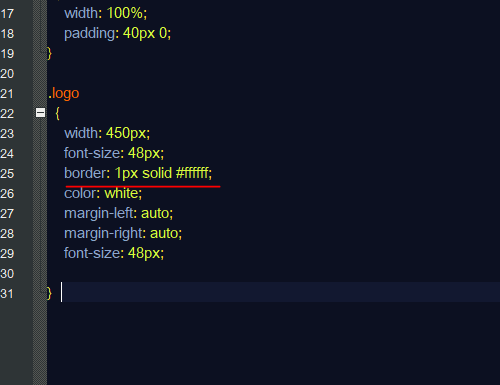 17 width: 100%;
18 padding: 40px 0;
19 }
20
21 .logo
22 {
23 width: 450px;
24 font-size: 48px;
25 border: 1px solid #ffffff;
26 color: white;
27 margin-left: auto;
28 margin-right: auto;
29 font-size: 48px;
30
31 }